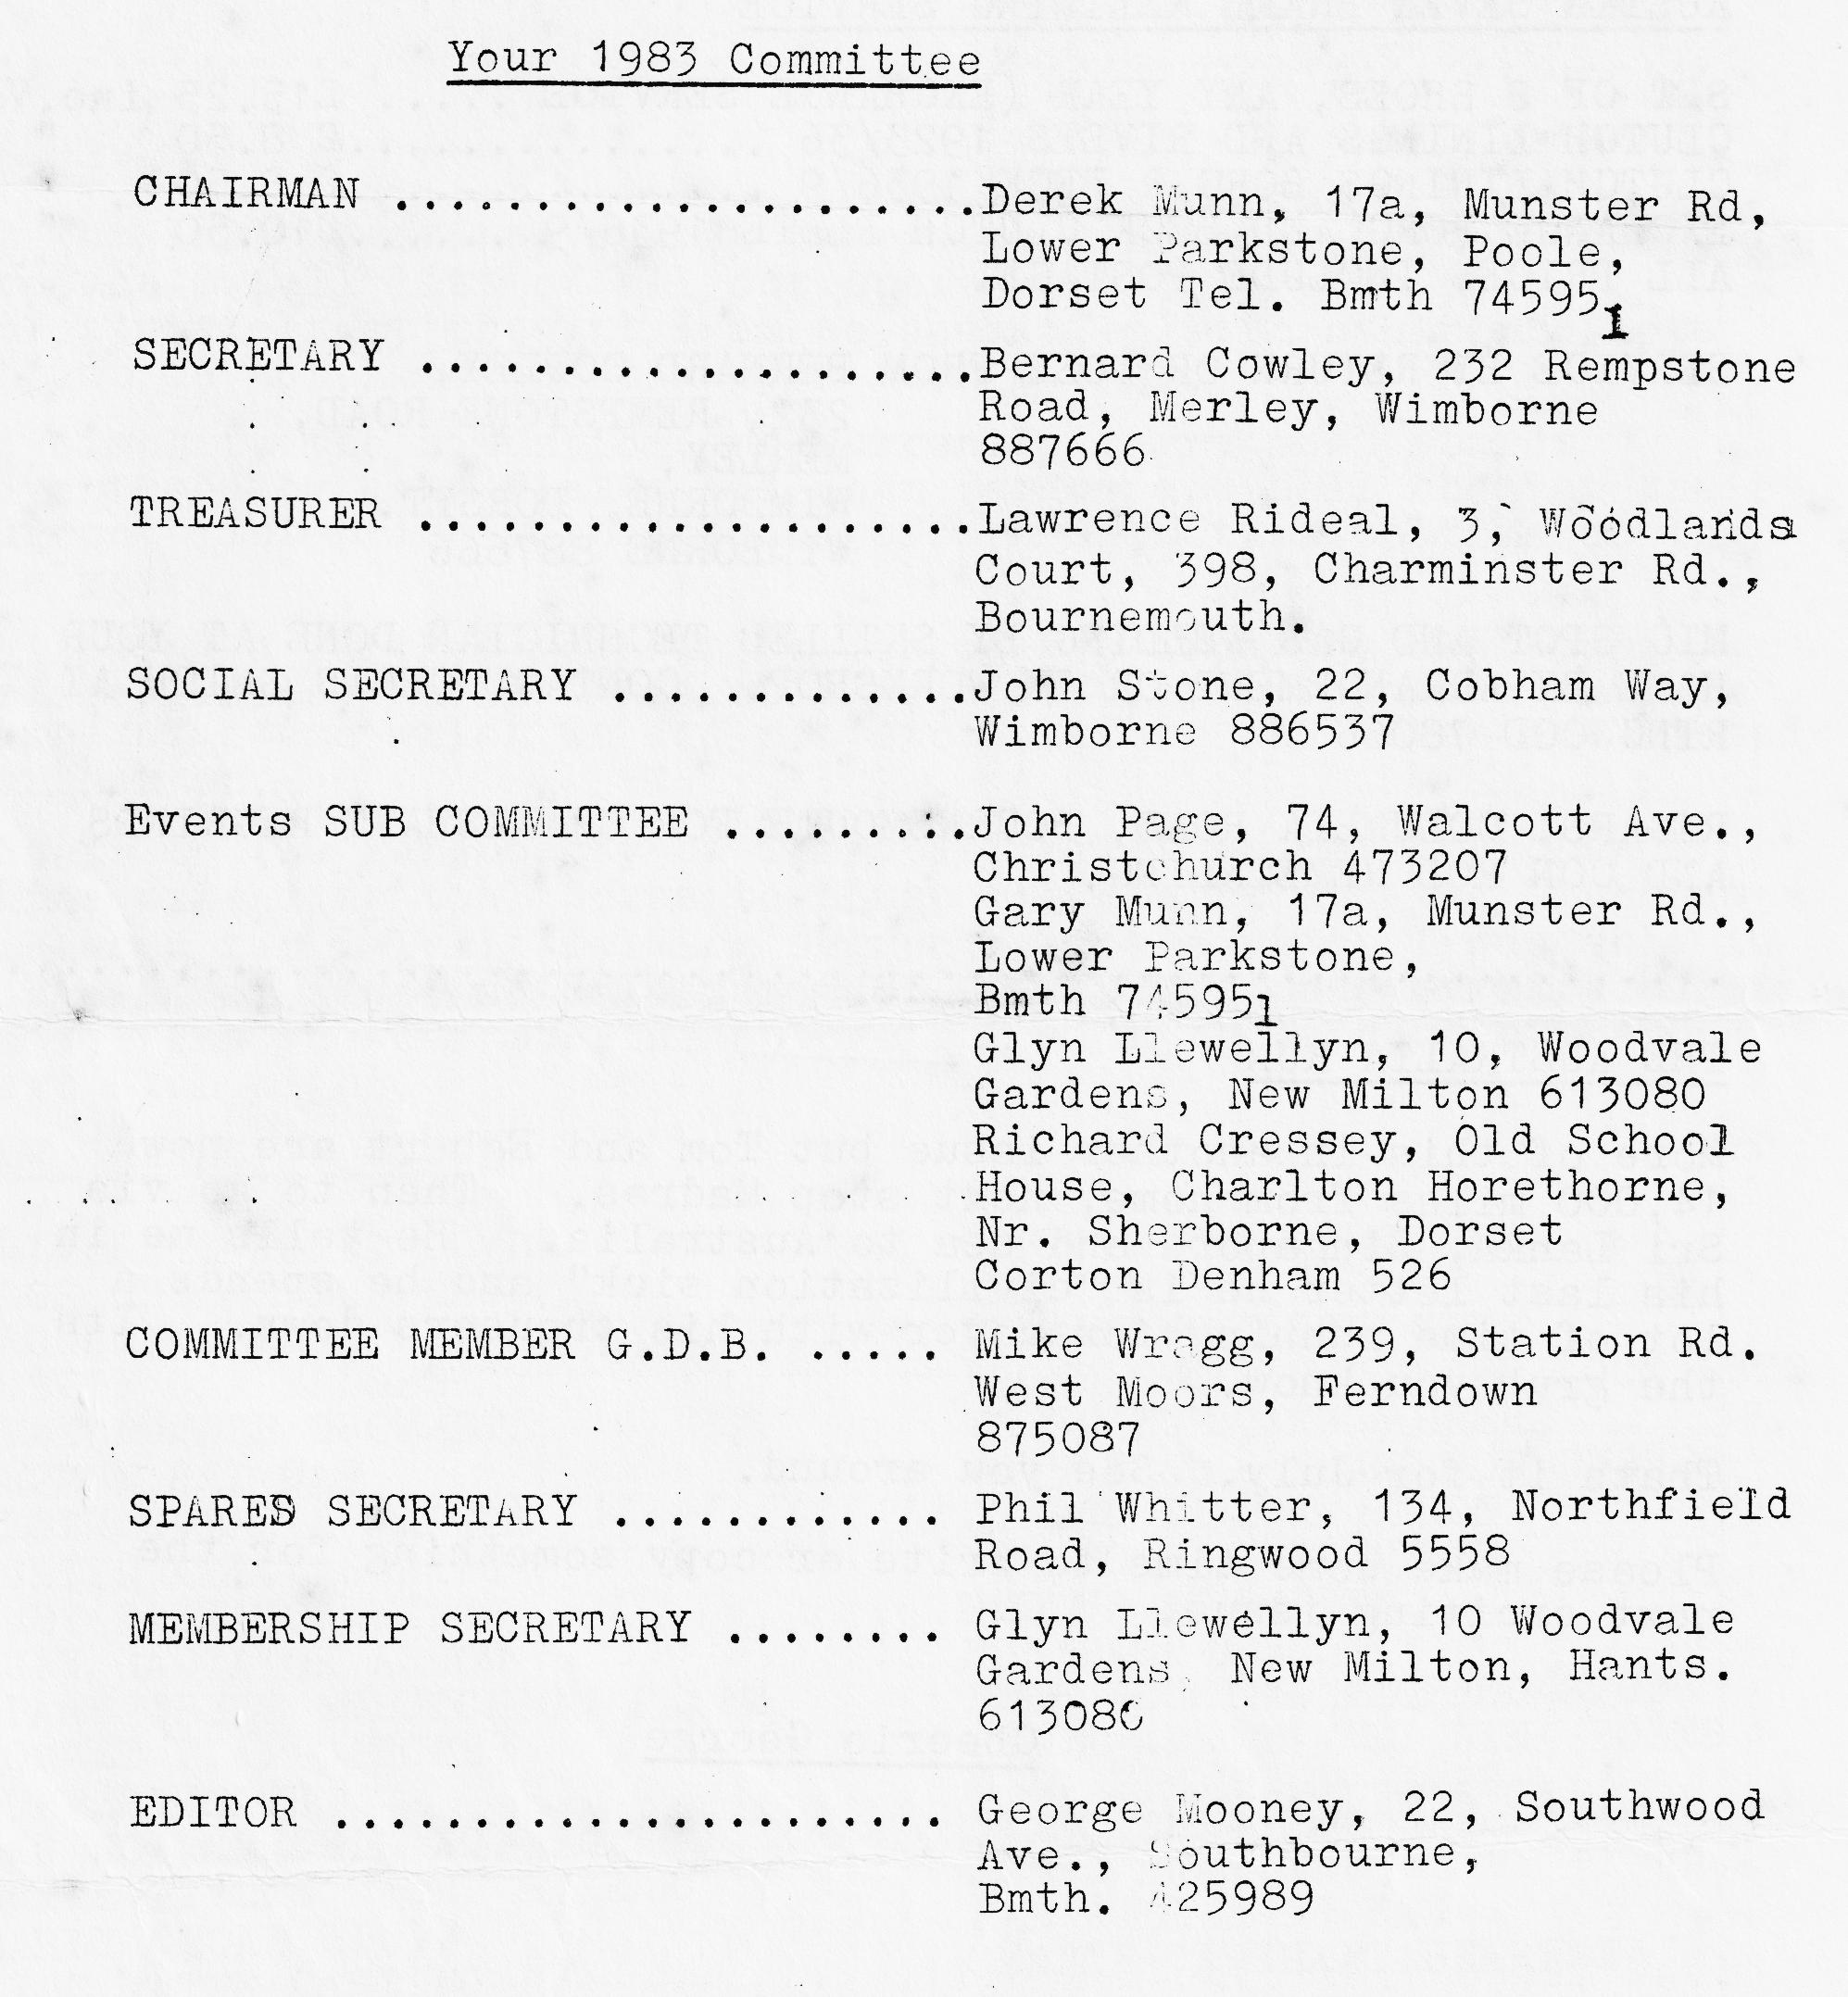 Your 1983 Committee
CHAIRMAN .....................Derek Munn, 17a, Munster Rd,
Lower Parkstone, Poole,
Dorset Tel. Bmth 745951
SECRETARY ....................Bernard Cowley, 232 Rempstone
Road, Merley, Wimborne
887666
TREASURER ....................Lawrence Rideal, 3, Woodlands
Court, 398, Charminster Rd.,
Bournemouth.
SOCIAL SECRETARY .............John Stone, 22, Cobham Way,
Wimborne 886537
Events SUB COMMITTEE .........John Page, 74, Walcott Ave.,
Christchurch 473207
Gary Munn, 17a, Munster Rd.,
Lower Parkstone,
Bmth 745951
Glyn Llewellyn, 10, Woodvale
Gardens, New Milton 613080
Richard Cressey, Old School
House, Charlton Horethorne,
Nr. Sherborne, Dorset
Corton Denham 526
COMMITTEE MEMBER G.D.B. ..... Mike Wragg, 239, Station Rd.
West Moors, Ferndown
875087
SPARES SECRETARY ............ Phil Whitter, 134, Northfield
Road, Ringwood 5558
MEMBERSHIP SECRETARY ........ Glyn Llewellyn, 10 Woodvale
Gardens, New Milton, Hants.
613080
EDITOR ...................... George Mooney, 22, Southwood
Ave., Southbourne,
Bmth. 425989